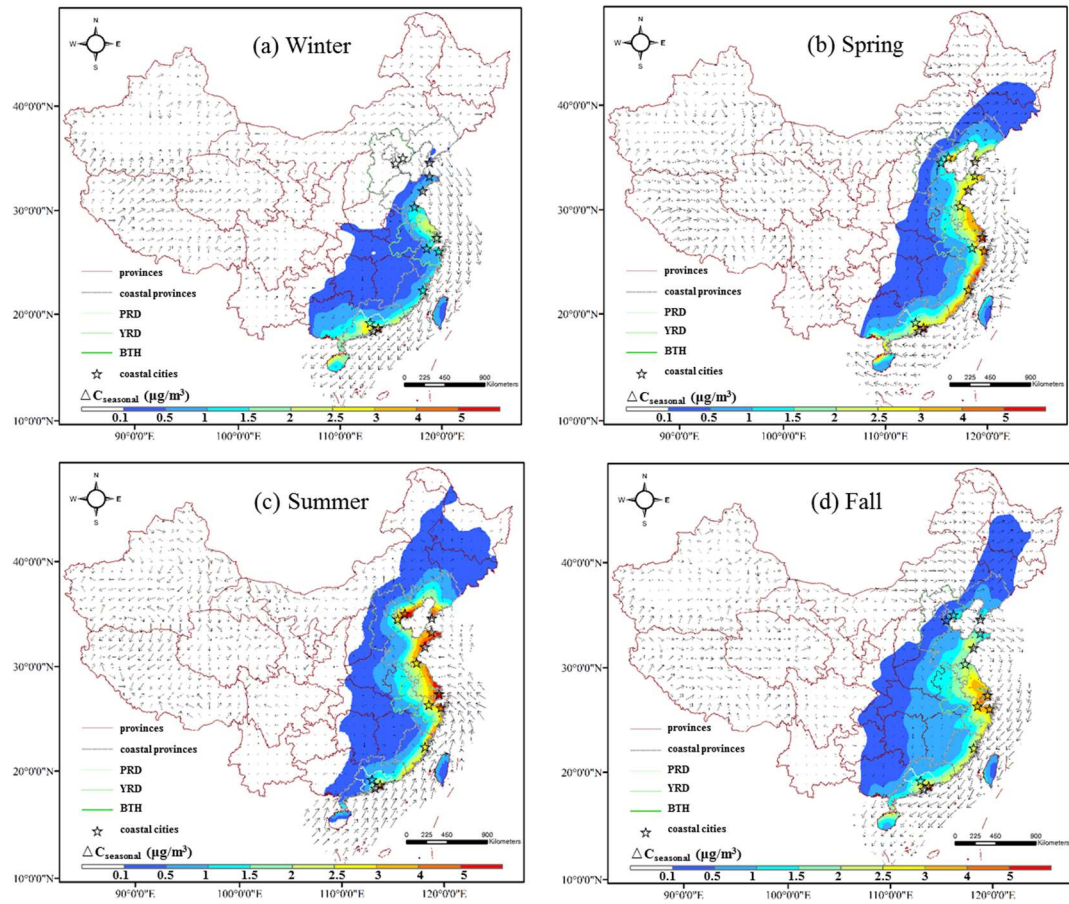 (a) Winter
N
W E
S
40°0'0"N
30°0'0"N
20°0'0"N
10°0'0"N
provinces
coastal provinces
PRD
YRD
BTH
coastal cities
0 225 450 900
Kilometers
△Cseasonal (μg/m³)
0.1 0.5 1 1.5 2 2.5 3 4 5
90°0'0"E 100°0'0"E 110°0'0"E 120°0'0"E
(b) Spring
N
W E
S
40°0'0"N
30°0'0"N
20°0'0"N
10°0'0"N
provinces
coastal provinces
PRD
YRD
BTH
coastal cities
0 225 450 900
Kilometers
△Cseasonal (μg/m³)
0.1 0.5 1 1.5 2 2.5 3 4 5
90°0'0"E 100°0'0"E 110°0'0"E 120°0'0"E
(c) Summer
N
W E
S
40°0'0"N
30°0'0"N
20°0'0"N
10°0'0"N
provinces
coastal provinces
PRD
YRD
BTH
coastal cities
0 225 450 900
Kilometers
△Cseasonal (μg/m³)
0.1 0.5 1 1.5 2 2.5 3 4 5
90°0'0"E 100°0'0"E 110°0'0"E 120°0'0"E
(d) Fall
N
W E
S
40°0'0"N
30°0'0"N
20°0'0"N
10°0'0"N
provinces
coastal provinces
PRD
YRD
BTH
coastal cities
0 225 450 900
Kilometers
△Cseasonal (μg/m³)
0.1 0.5 1 1.5 2 2.5 3 4 5
90°0'0"E 100°0'0"E 110°0'0"E 120°0'0"E